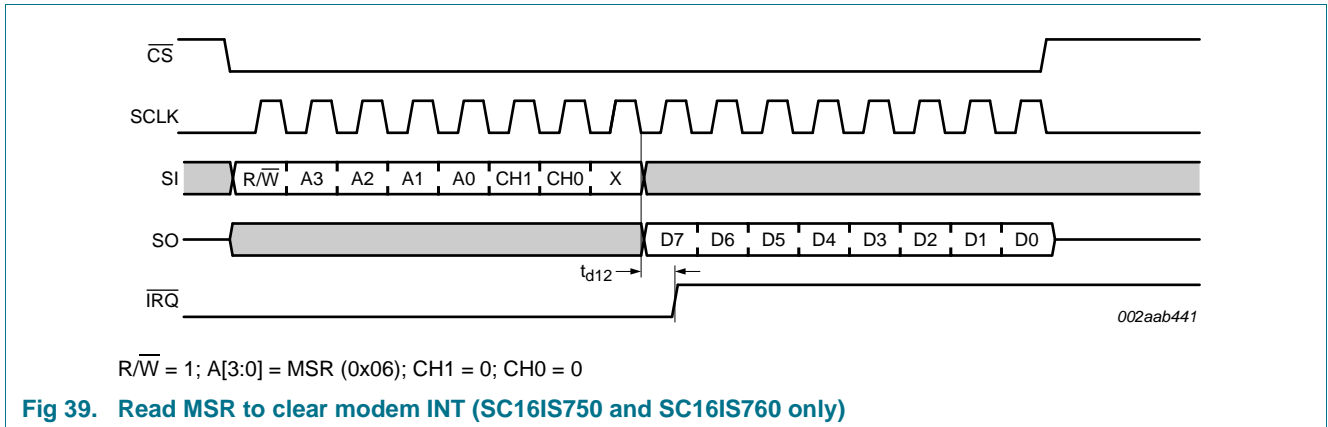 C̅S̅
SCLK
SI R/W̅ A3 A2 A1 A0 CH1 CH0 X
SO D7 D6 D5 D4 D3 D2 D1 D0
td12
I̅R̅Q̅
002aab441
R/W̅ = 1; A[3:0] = MSR (0x06); CH1 = 0; CH0 = 0
Fig 39. Read MSR to clear modem INT (SC16IS750 and SC16IS760 only)